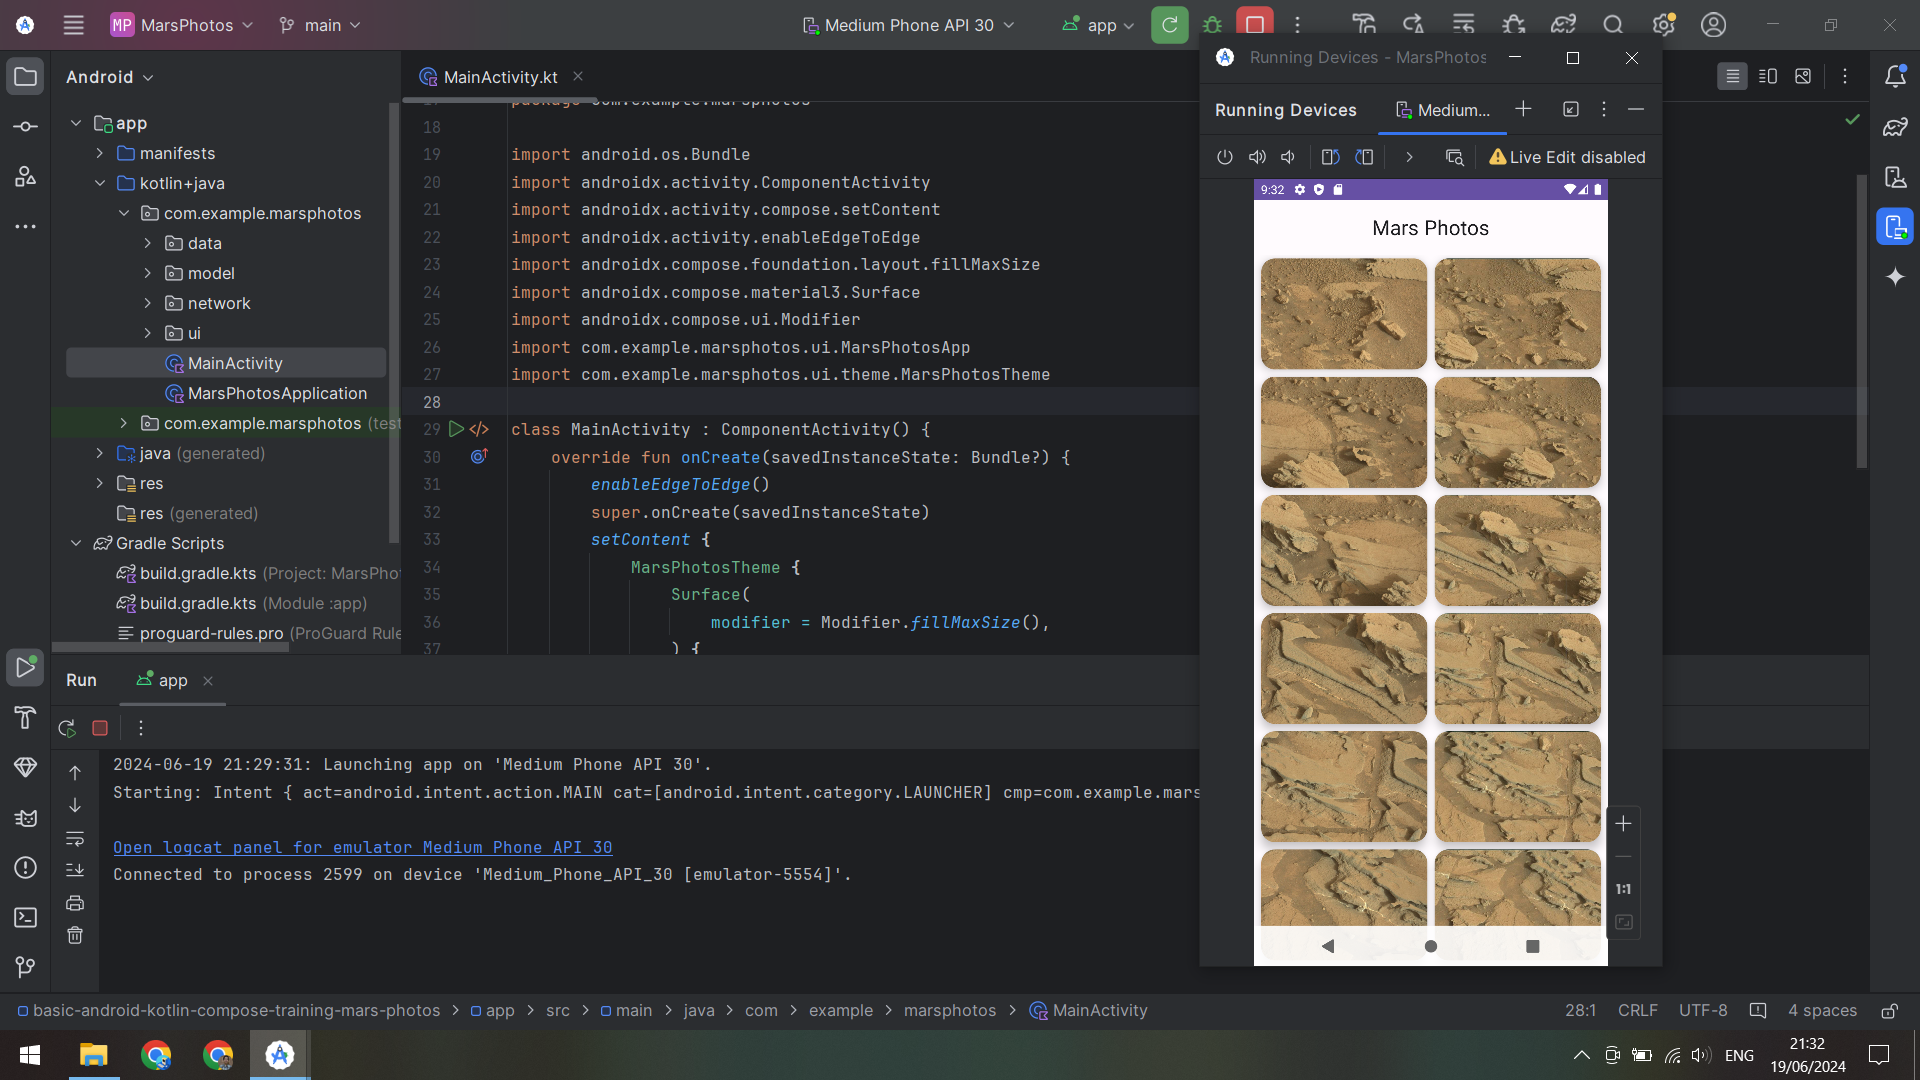 MP MarsPhotos
main
Medium Phone API 30
app
Android
app
manifests
kotlin+java
com.example.marsphotos
data
model
network
ui
MainActivity
MarsPhotosApplication
com.example.marsphotos (test
java (generated)
res
res (generated)
Gradle Scripts
build.gradle.kts (Project: MarsPho
build.gradle.kts (Module :app)
proguard-rules.pro (ProGuard Rule
MainActivity.kt
17 package com.example.marsphotos
18
19 import android.os.Bundle
20 import androidx.activity.ComponentActivity
21 import androidx.activity.compose.setContent
22 import androidx.activity.enableEdgeToEdge
23 import androidx.compose.foundation.layout.fillMaxSize
24 import androidx.compose.material3.Surface
25 import androidx.compose.ui.Modifier
26 import com.example.marsphotos.ui.MarsPhotosApp
27 import com.example.marsphotos.ui.theme.MarsPhotosTheme
28
29 class MainActivity : ComponentActivity() {
30 override fun onCreate(savedInstanceState: Bundle?) {
31 enableEdgeToEdge()
32 super.onCreate(savedInstanceState)
33 setContent {
34 MarsPhotosTheme {
35 Surface(
36 modifier = Modifier.fillMaxSize(),
37 ) {
Running Devices - MarsPhotos
Running Devices
Medium...
Live Edit disabled
9:32
Mars Photos
1:1
Run
app
2024-06-19 21:29:31: Launching app on 'Medium Phone API 30'.
Starting: Intent { act=android.intent.action.MAIN cat=[android.intent.category.LAUNCHER] cmp=com.example.mars
Open logcat panel for emulator Medium Phone API 30
Connected to process 2599 on device 'Medium_Phone_API_30 [emulator-5554]'.
basic-android-kotlin-compose-training-mars-photos > app > src > main > java > com > example > marsphotos > MainActivity
28:1 CRLF UTF-8 4 spaces
ENG
21:32
19/06/2024